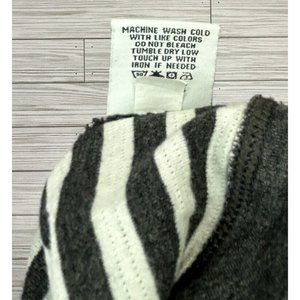 MACHINE WASH COLD
WITH LIKE COLORS
DO NOT BLEACH
TUMBLE DRY LOW
TOUCH UP WITH
IRON IF NEEDED